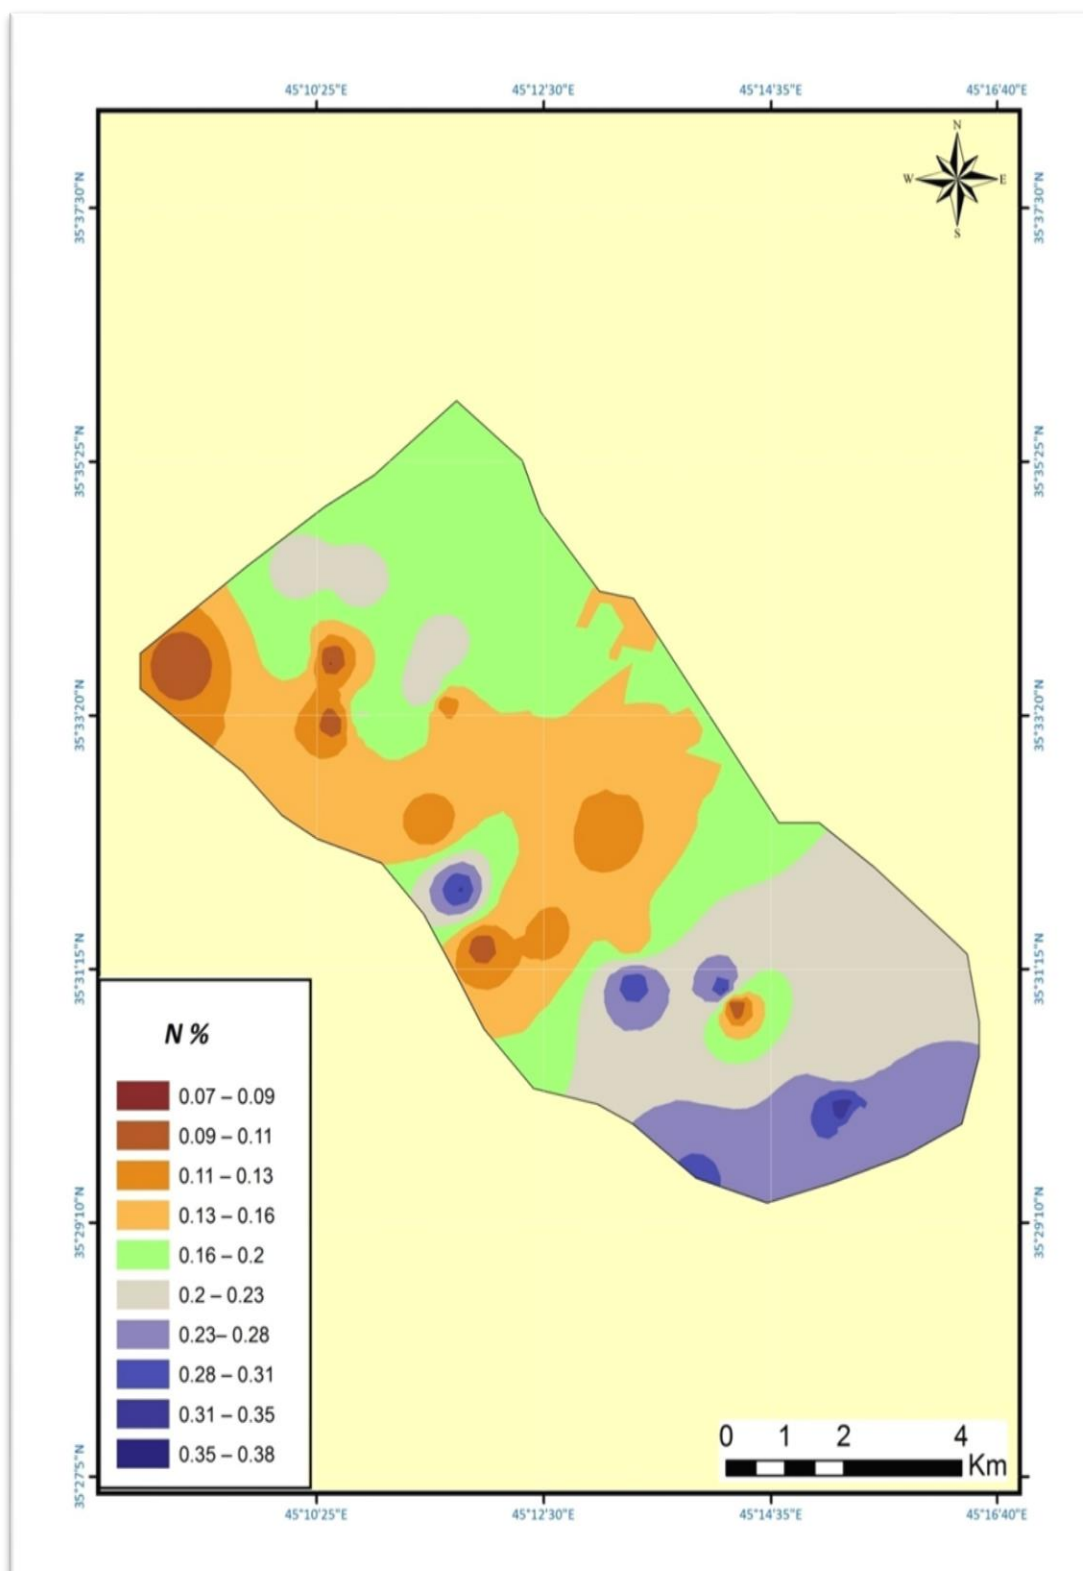 45°10'25"E 45°12'30"E 45°14'35"E 45°16'40"E
N
W E
S
35°37'30"N 35°37'30"N
35°35'25"N 35°35'25"N
35°33'20"N 35°33'20"N
35°31'15"N 35°31'15"N
N %
0.07 – 0.09
0.09 – 0.11
0.11 – 0.13
0.13 – 0.16
0.16 – 0.2
0.2 – 0.23
0.23– 0.28
0.28 – 0.31
0.31 – 0.35
0.35 – 0.38
35°29'10"N 35°29'10"N
0 1 2 4
Km
35°27'5"N
45°10'25"E 45°12'30"E 45°14'35"E 45°16'40"E